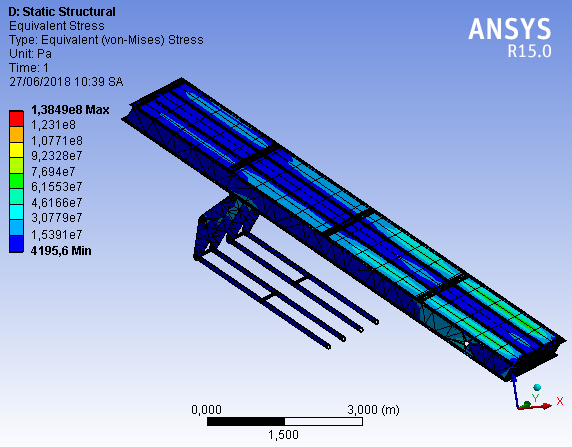 D: Static Structural
Equivalent Stress
Type: Equivalent (von-Mises) Stress
Unit: Pa
Time: 1
27/06/2018 10:39 SA
ANSYS
R15.0
1,3849e8 Max
1,231e8
1,0771e8
9,2328e7
7,694e7
6,1553e7
4,6166e7
3,0779e7
1,5391e7
4195,6 Min
0,000
3,000 (m)
1,500
Y
X